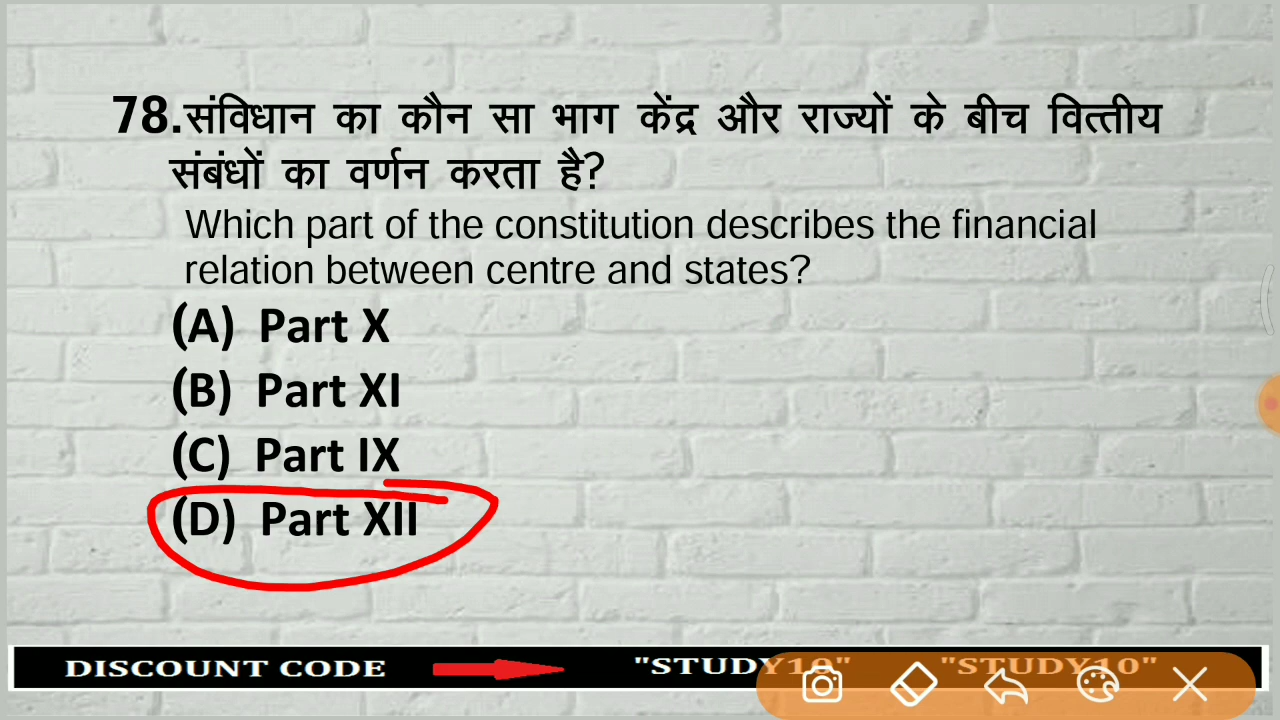 78.संविधान का कौन सा भाग केंद्र और राज्यों के बीच वित्तीय
संबंधों का वर्णन करता है?
Which part of the constitution describes the financial
relation between centre and states?
(A) Part X
(B) Part XI
(C) Part IX
(D) Part XII
DISCOUNT CODE "STUDY10" "STUDY10"